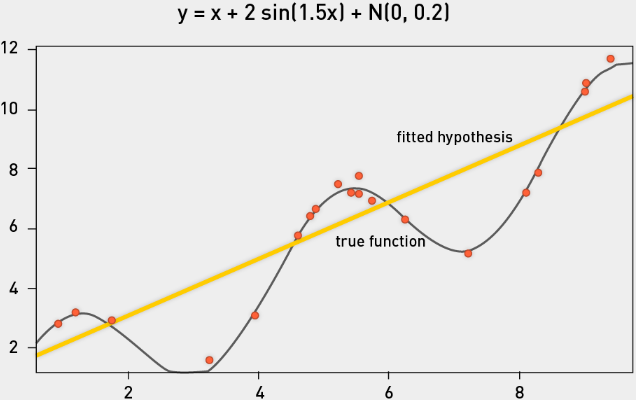 y = x + 2 sin(1.5x) + N(0, 0.2)
12
10
8
6
4
2
fitted hypothesis
true function
2 4 6 8